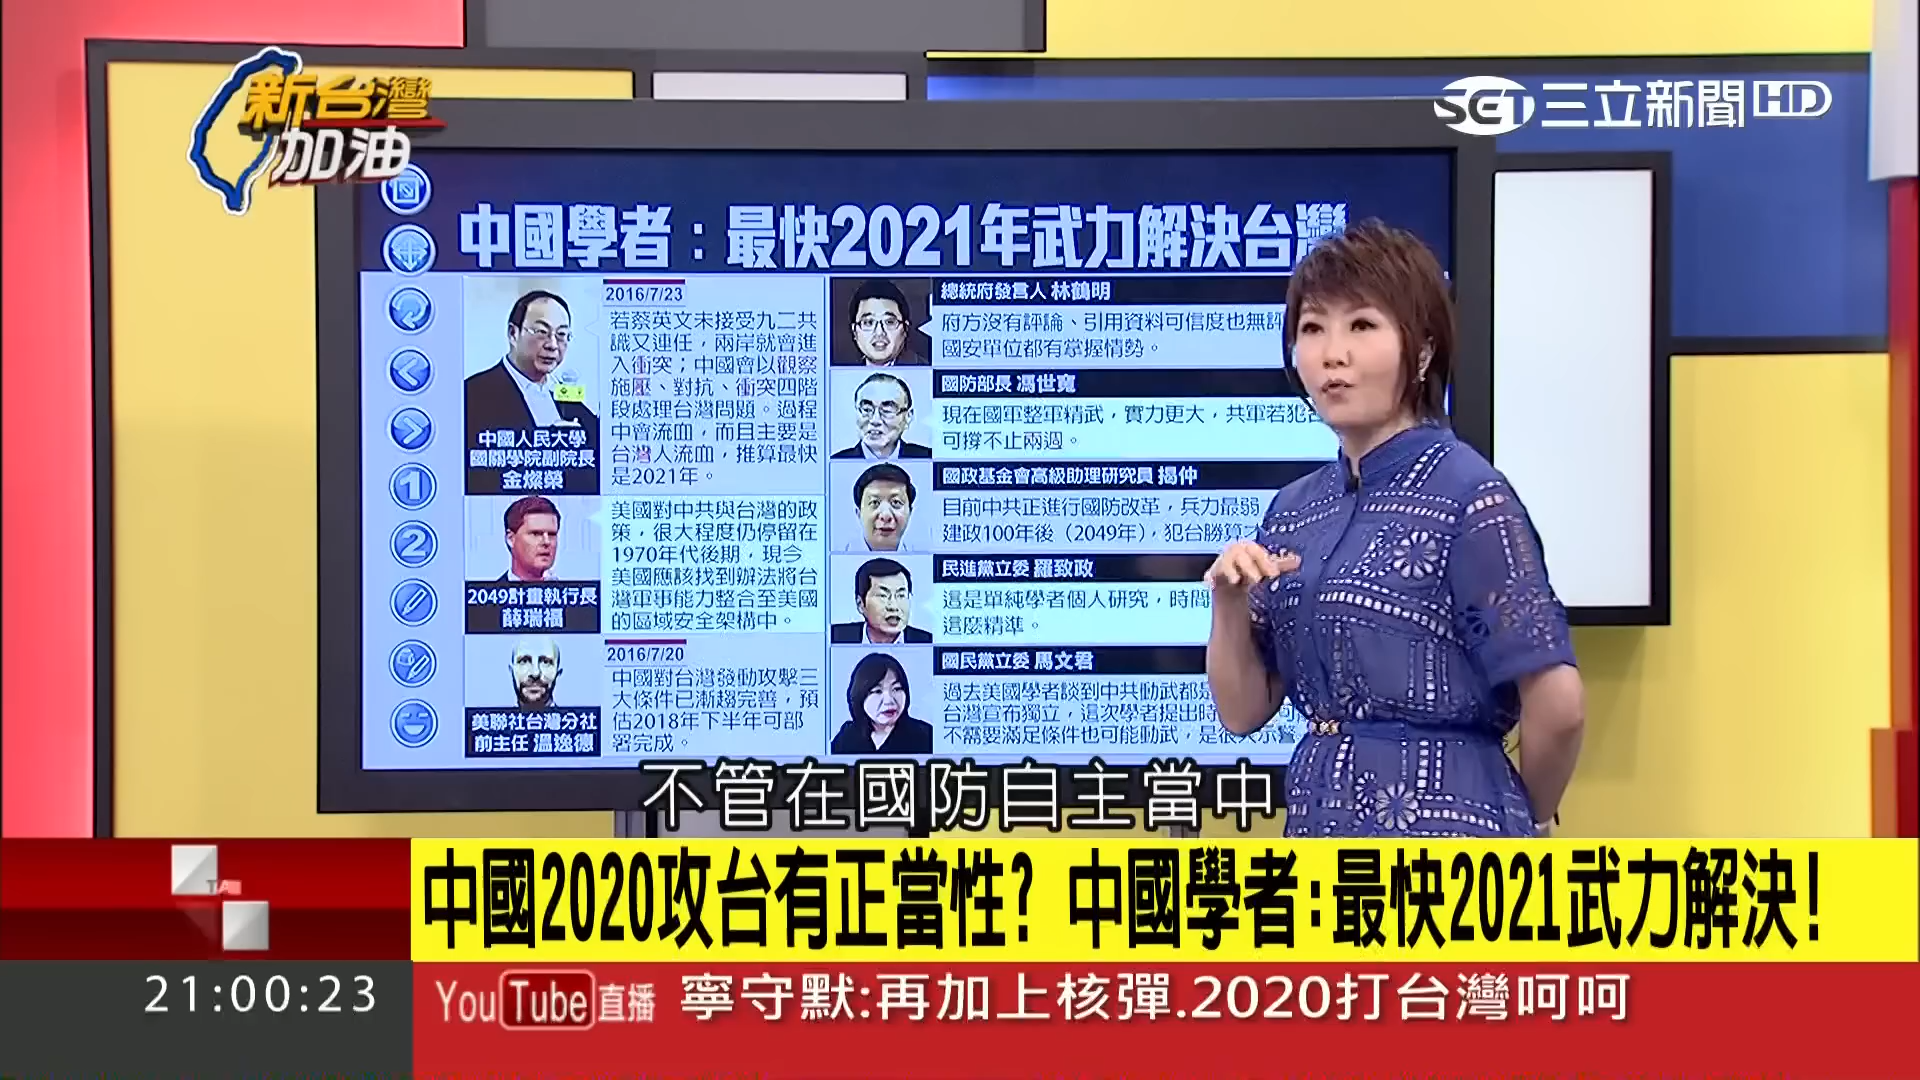 新台灣
加油
SET三立新聞HD
中國學者：最快2021年武力解決台灣
2016/7/23
若蔡英文未接受九二共
識又連任，兩岸就會進
入衝突；中國會以觀察
施壓、對抗、衝突四階
段處理台灣問題。過程
中會流血，而且主要是
台灣人流血，推算最快
是2021年。
中國人民大學
國關學院副院長
金燦榮
美國對中共與台灣的政
策，很大程度仍停留在
1970年代後期，現今
美國應該找到辦法將台
灣軍事能力整合至美國
的區域安全架構中。
2049計畫執行長
薛瑞福
2016/7/20
中國對台灣發動攻擊三
大條件已漸趨完善，預
估2018年下半年可部
署完成。
美聯社台灣分社
前主任 溫逸德
總統府發言人 林鶴明
府方沒有評論、引用資料可信度也無評
國安單位都有掌握情勢。
國防部長 馮世寬
現在國軍整軍精武，實力更大，共軍若犯台
可撐不止兩週。
國政基金會高級助理研究員 揭仲
目前中共正進行國防改革，兵力最弱
建政100年後（2049年），犯台勝算才
民進黨立委 羅致政
這是單純學者個人研究，時間
這麼精準。
國民黨立委 馬文君
過去美國學者談到中共動武都是
台灣宣布獨立，這次學者提出時
不需要滿足條件也可能動武，是很大示警
不管在國防自主當中
中國2020攻台有正當性? 中國學者:最快2021武力解決!
21:00:23
YouTube直播 寧守默:再加上核彈.2020打台灣呵呵